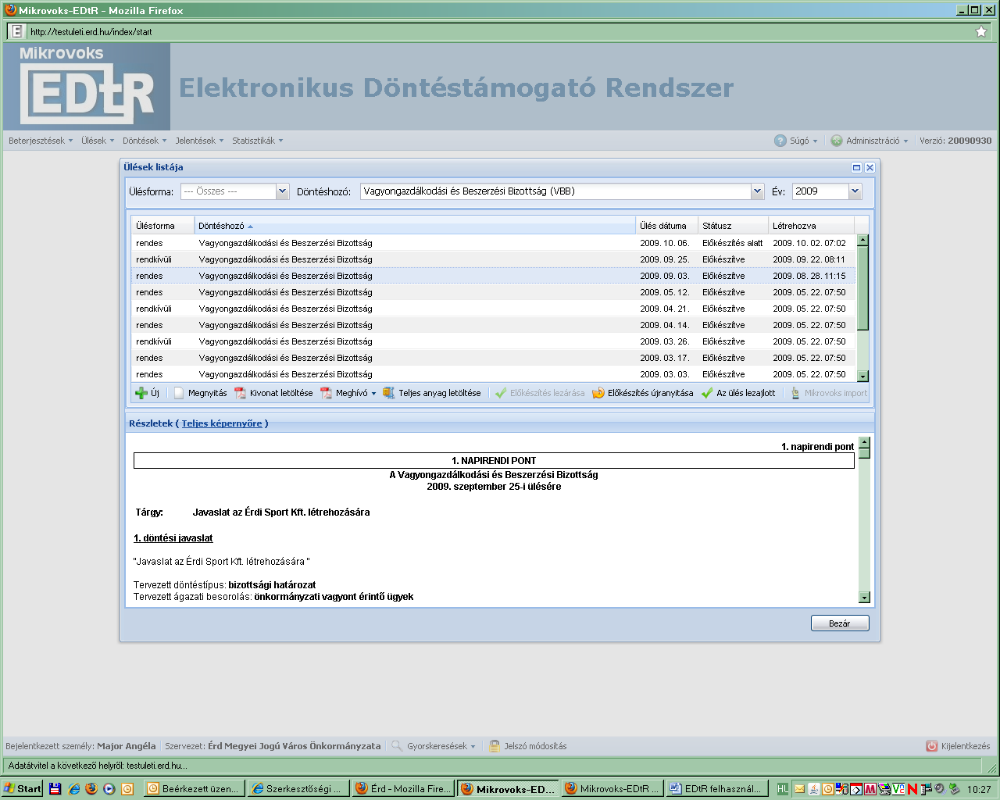 Mikrovoks-EDtR - Mozilla Firefox
http://testuleti.erd.hu/index/start
Mikrovoks
EDtR
Elektronikus Döntéstámogató Rendszer
Beterjesztések Ülések Döntések Jelentések Statisztikák Súgó Adminisztráció Verzió: 20090930
Ülések listája
Ülésforma: --- Összes --- Döntéshozó: Vagyongazdálkodási és Beszerzési Bizottság (VBB) Év: 2009
Ülésforma Döntéshozó Ülés dátuma Státusz Létrehozva
rendes Vagyongazdálkodási és Beszerzési Bizottság 2009. 10. 06. Előkészítés alatt 2009. 10. 02. 07:02
rendkívüli Vagyongazdálkodási és Beszerzési Bizottság 2009. 09. 25. Előkészítve 2009. 09. 22. 08:11
rendes Vagyongazdálkodási és Beszerzési Bizottság 2009. 09. 03. Előkészítve 2009. 08. 28. 11:15
rendes Vagyongazdálkodási és Beszerzési Bizottság 2009. 05. 12. Előkészítve 2009. 05. 22. 07:50
rendkívüli Vagyongazdálkodási és Beszerzési Bizottság 2009. 04. 21. Előkészítve 2009. 05. 22. 07:50
rendes Vagyongazdálkodási és Beszerzési Bizottság 2009. 04. 14. Előkészítve 2009. 05. 22. 07:50
rendkívüli Vagyongazdálkodási és Beszerzési Bizottság 2009. 03. 26. Előkészítve 2009. 05. 22. 07:50
rendes Vagyongazdálkodási és Beszerzési Bizottság 2009. 03. 17. Előkészítve 2009. 05. 22. 07:50
rendes Vagyongazdálkodási és Beszerzési Bizottság 2009. 03. 03. Előkészítve 2009. 05. 22. 07:50
Új Megnyitás Kivonat letöltése Meghívó Teljes anyag letöltése Előkészítés lezárása Előkészítés újranyitása Az ülés lezajlott Mikrovoks import
Részletek ( Teljes képernyőre )
1. napirendi pont
1. NAPIRENDI PONT
A Vagyongazdálkodási és Beszerzési Bizottság
2009. szeptember 25-i ülésére
Tárgy: Javaslat az Érdi Sport Kft. létrehozására
1. döntési javaslat
"Javaslat az Érdi Sport Kft. létrehozására "
Tervezett döntéstípus: bizottsági határozat
Tervezett ágazati besorolás: önkormányzati vagyont érintő ügyek
Bezár
Bejelentkezett személy: Major Angéla Szervezet: Érd Megyei Jogú Város Önkormányzata Gyorskeresések Jelszó módosítás Kijelentkezés
Adatátvitel a következő helyről: testuleti.erd.hu...
Start Beérkezett üzen... Szerkesztőségi ... Érd - Mozilla Fire... Mikrovoks-ED... Mikrovoks-EDtR ... EDtR felhasznál... HU 10:27